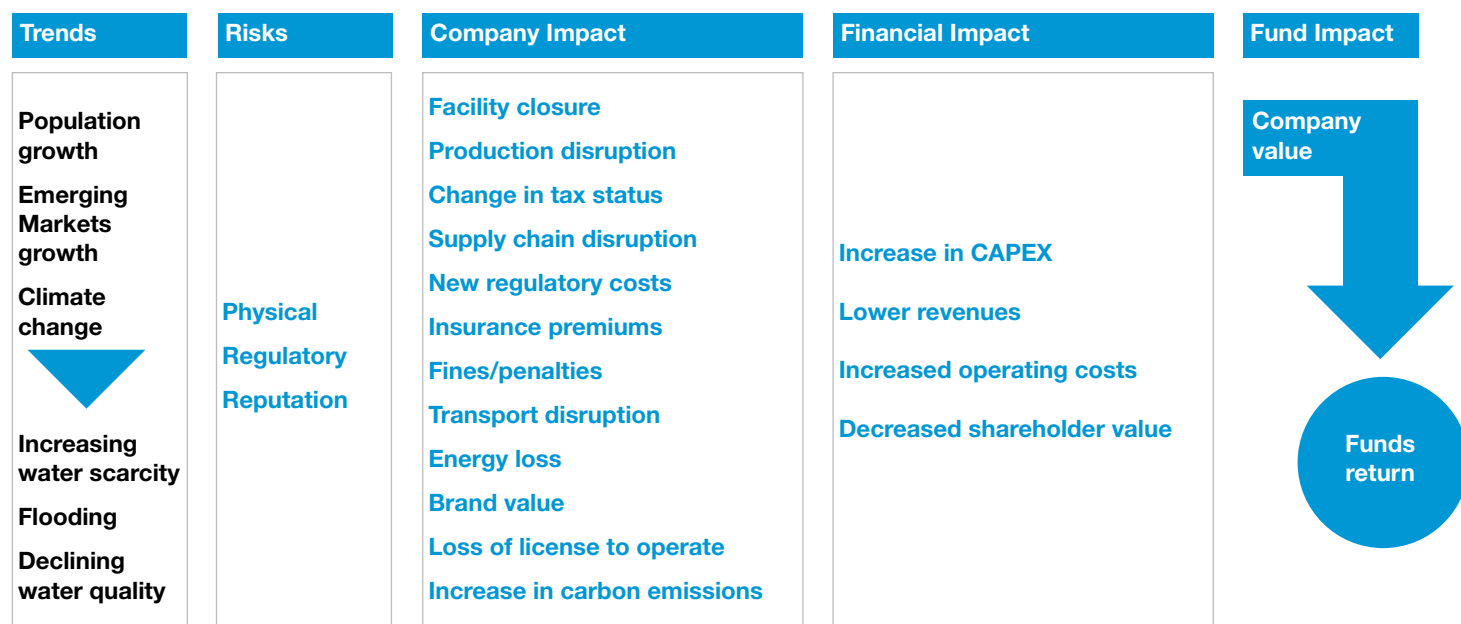 Trends
Population
growth
Emerging
Markets
growth
Climate
change
Increasing
water scarcity
Flooding
Declining
water quality
Risks
Physical
Regulatory
Reputation
Company Impact
Facility closure
Production disruption
Change in tax status
Supply chain disruption
New regulatory costs
Insurance premiums
Fines/penalties
Transport disruption
Energy loss
Brand value
Loss of license to operate
Increase in carbon emissions
Financial Impact
Increase in CAPEX
Lower revenues
Increased operating costs
Decreased shareholder value
Fund Impact
Company
value
Funds
return